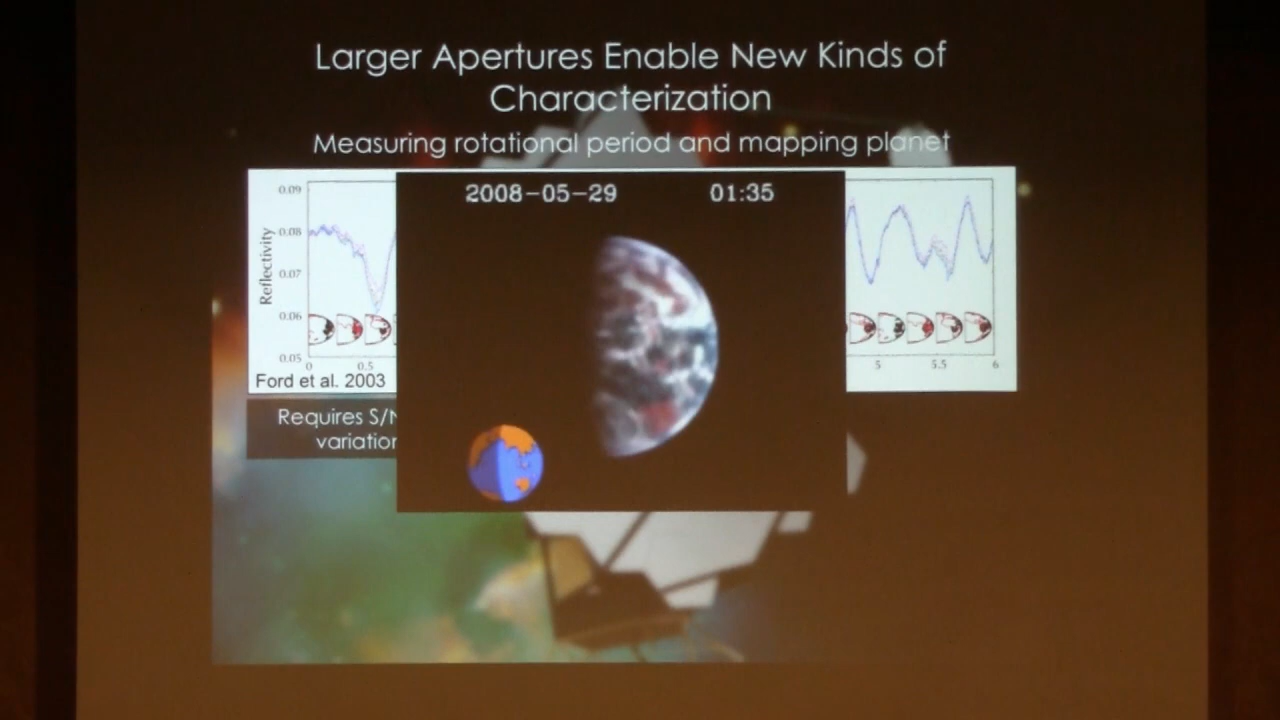 Larger Apertures Enable New Kinds of
Characterization
Measuring rotational period and mapping planet
2008-05-29 01:35
Reflectivity
0.09
0.08
0.07
0.06
0.05
0 0.5 5 5.5 6
Ford et al. 2003
Requires S/N
variation